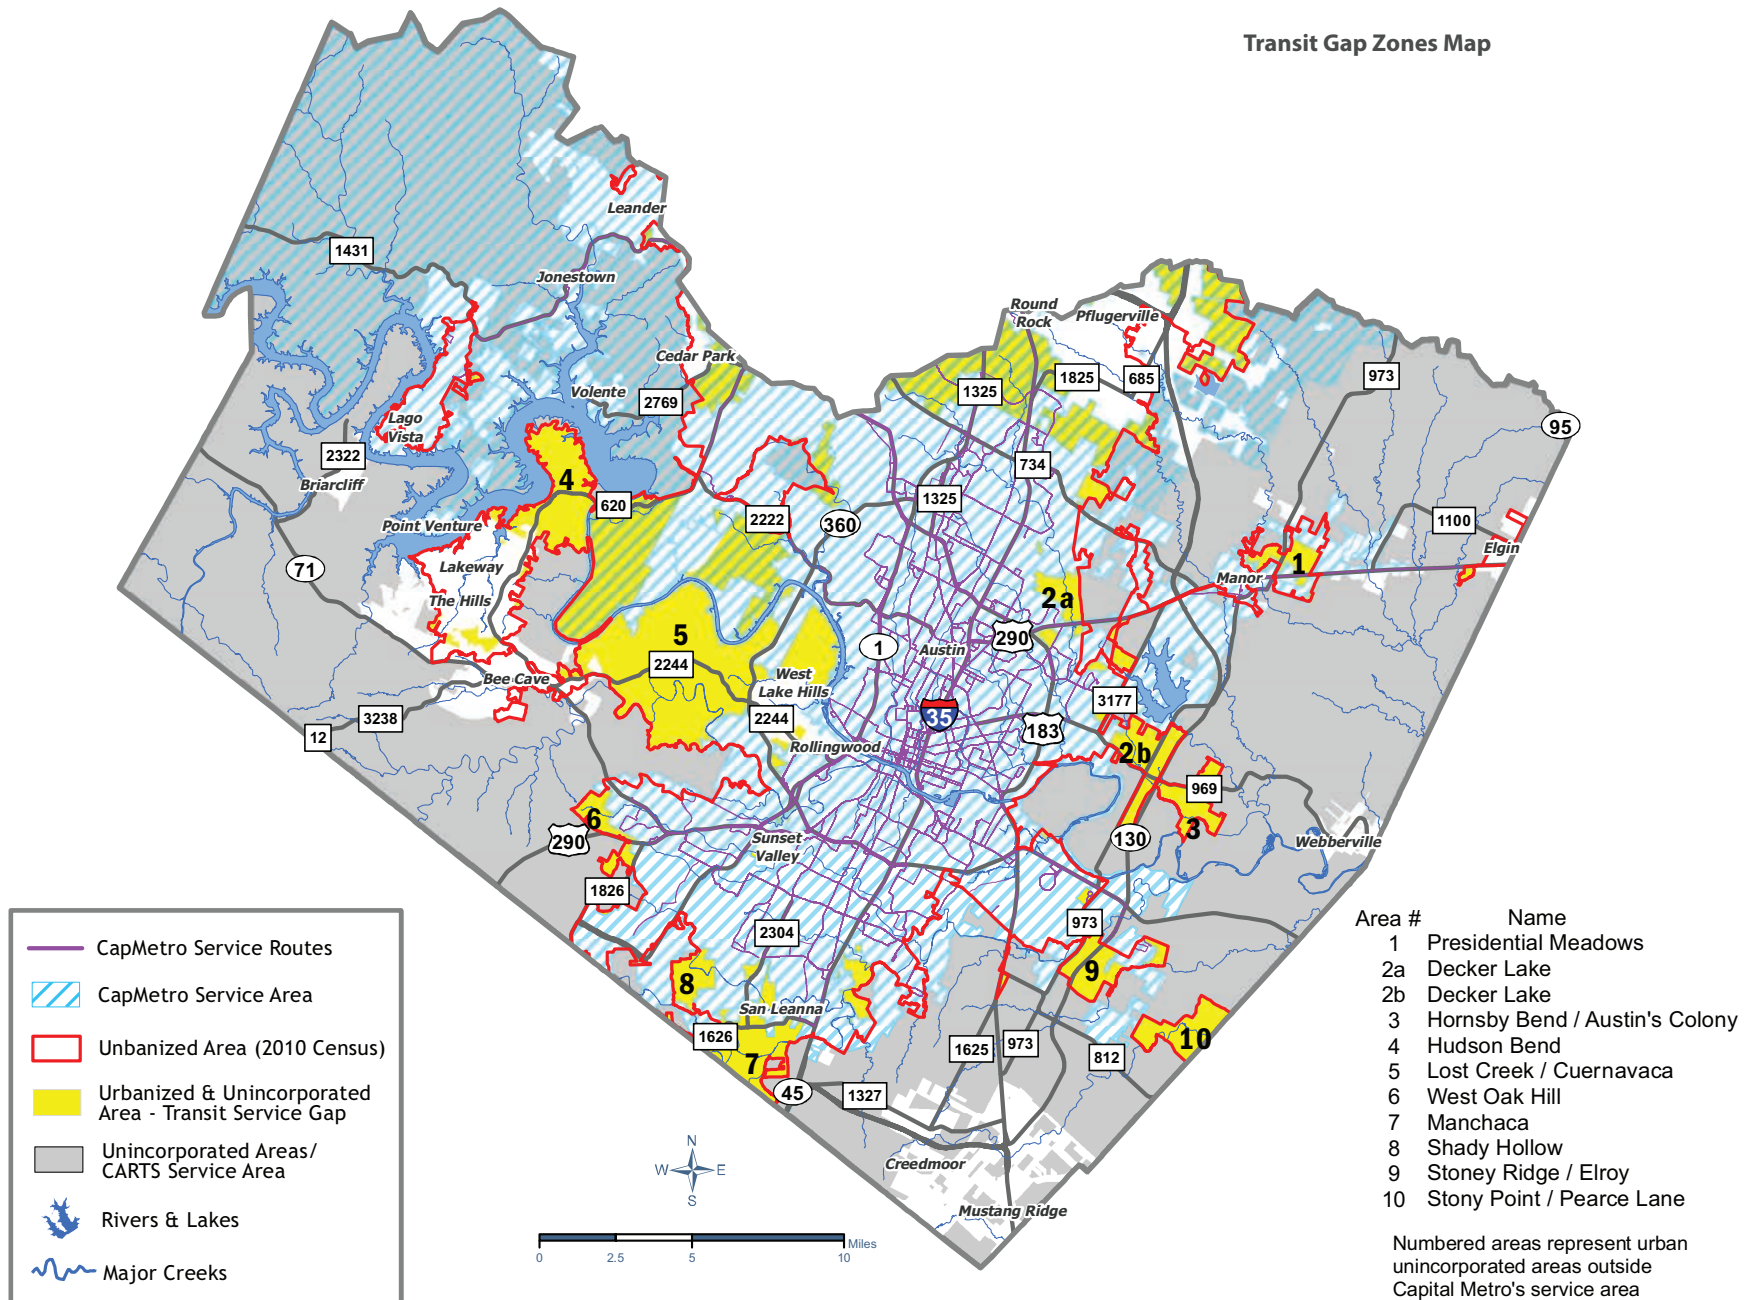 Transit Gap Zones Map
Leander
1431
Jonestown
Round
Rock
Pflugerville
Cedar Park
Volente
2769
1325
1825
685
973
95
Lago
Vista
2322
Briarcliff
734
4
620
1325
2222
360
1100
Point Venture
Elgin
71
Lakeway
1
Manor
The Hills
2a
5
290
1
2244
Austin
Bee Cave
West
Lake Hills
3177
3238
12
2244
35
183
Rollingwood
2b
969
6
3
290
Sunset
Valley
130
Webberville
1826
973
2304
9
8
San Leanna
1626
10
7
1625
973
812
45
1327
Creedmoor
Mustang Ridge
CapMetro Service Routes
CapMetro Service Area
Unbanized Area (2010 Census)
Urbanized & Unincorporated
Area - Transit Service Gap
Unincorporated Areas/
CARTS Service Area
Rivers & Lakes
Major Creeks
N
W E
S
Miles
0 2.5 5 10
Area # Name
1 Presidential Meadows
2a Decker Lake
2b Decker Lake
3 Hornsby Bend / Austin's Colony
4 Hudson Bend
5 Lost Creek / Cuernavaca
6 West Oak Hill
7 Manchaca
8 Shady Hollow
9 Stoney Ridge / Elroy
10 Stony Point / Pearce Lane
Numbered areas represent urban
unincorporated areas outside
Capital Metro's service area